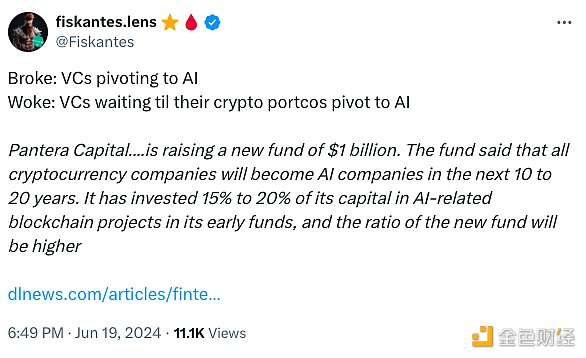 fiskantes.lens ⭐🩸
@Fiskantes
Broke: VCs pivoting to AI
Woke: VCs waiting til their crypto portcos pivot to AI
Pantera Capital....is raising a new fund of $1 billion. The fund said that all
cryptocurrency companies will become AI companies in the next 10 to
20 years. It has invested 15% to 20% of its capital in AI-related
blockchain projects in its early funds, and the ratio of the new fund will
be higher
dlnews.com/articles/finte...
6:49 PM · Jun 19, 2024 · 11.1K Views
金色财经